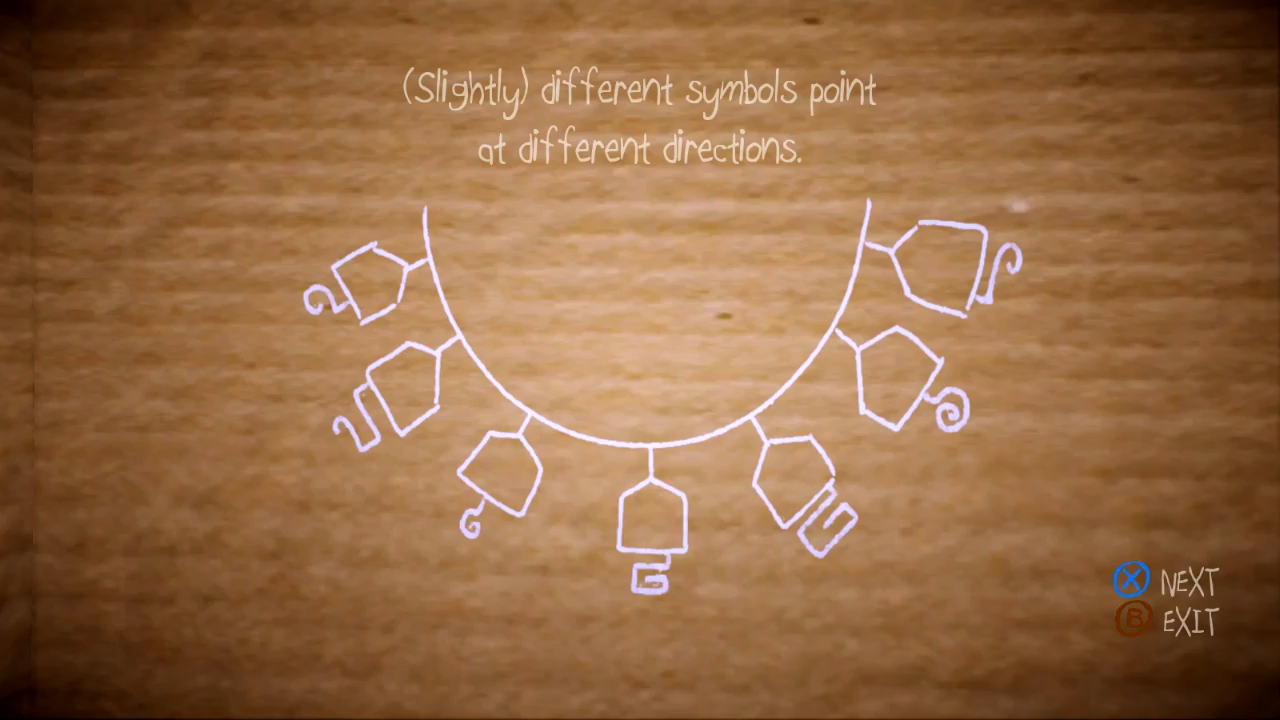 (Slightly) different symbols point
at different directions.
X NEXT
B EXIT